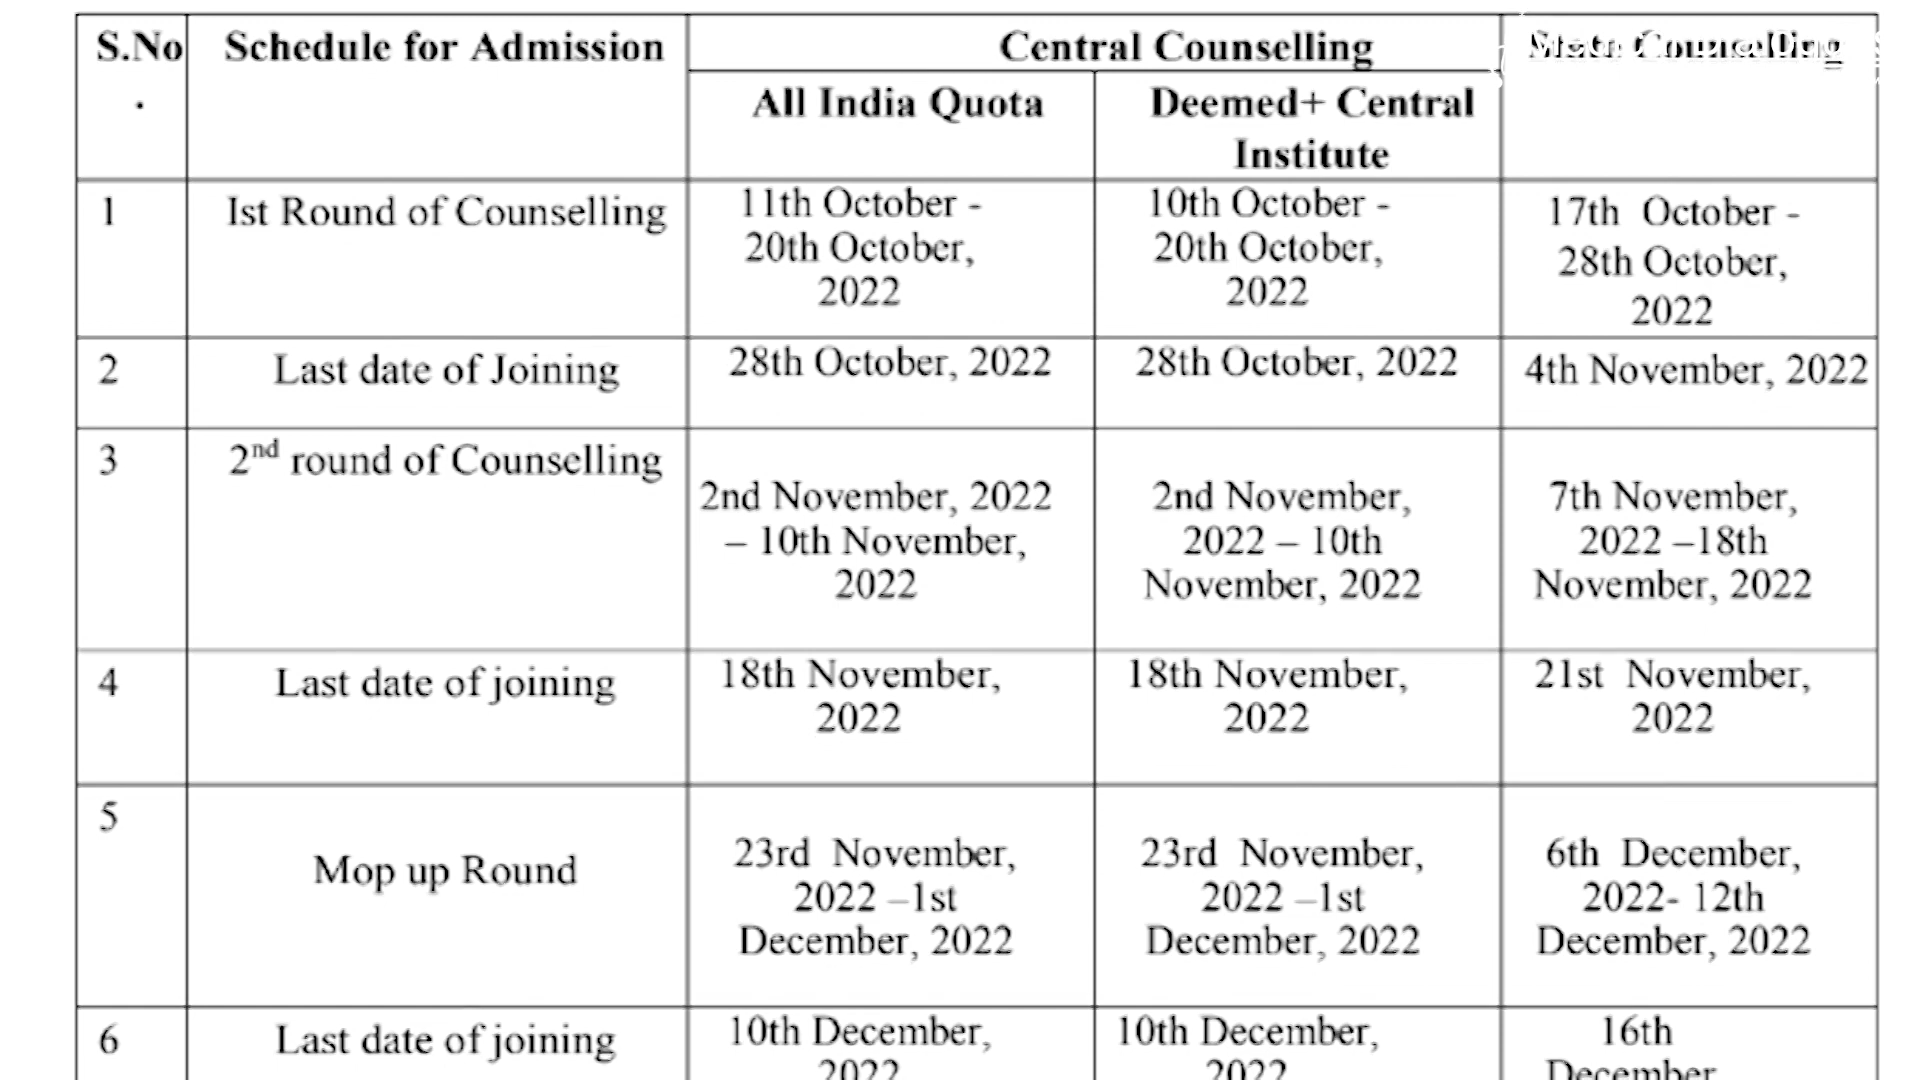 S.No
.
Schedule for Admission
Central Counselling
State Counselling
All India Quota
Deemed+ Central
Institute
1
Ist Round of Counselling
11th October -
20th October,
2022
10th October -
20th October,
2022
17th October -
28th October,
2022
2
Last date of Joining
28th October, 2022
28th October, 2022
4th November, 2022
3
2nd round of Counselling
2nd November, 2022
– 10th November,
2022
2nd November,
2022 – 10th
November, 2022
7th November,
2022 –18th
November, 2022
4
Last date of joining
18th November,
2022
18th November,
2022
21st November,
2022
5
Mop up Round
23rd November,
2022 –1st
December, 2022
23rd November,
2022 –1st
December, 2022
6th December,
2022- 12th
December, 2022
6
Last date of joining
10th December,
2022
10th December,
2022
16th
December